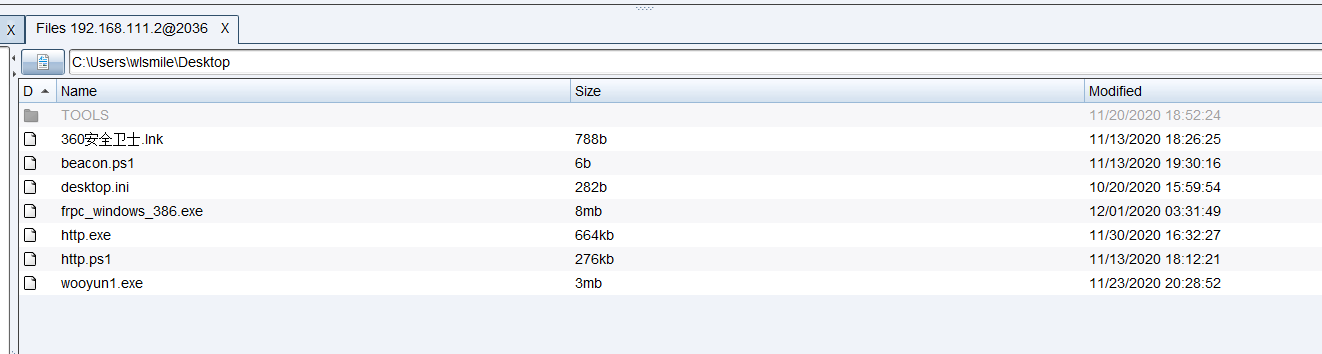 X Files 192.168.111.2@2036 X
C:\Users\wlsmile\Desktop
D Name Size Modified
TOOLS 11/20/2020 18:52:24
360安全卫士.lnk 788b 11/13/2020 18:26:25
beacon.ps1 6b 11/13/2020 19:30:16
desktop.ini 282b 10/20/2020 15:59:54
frpc_windows_386.exe 8mb 12/01/2020 03:31:49
http.exe 664kb 11/30/2020 16:32:27
http.ps1 276kb 11/13/2020 18:12:21
wooyun1.exe 3mb 11/23/2020 20:28:52